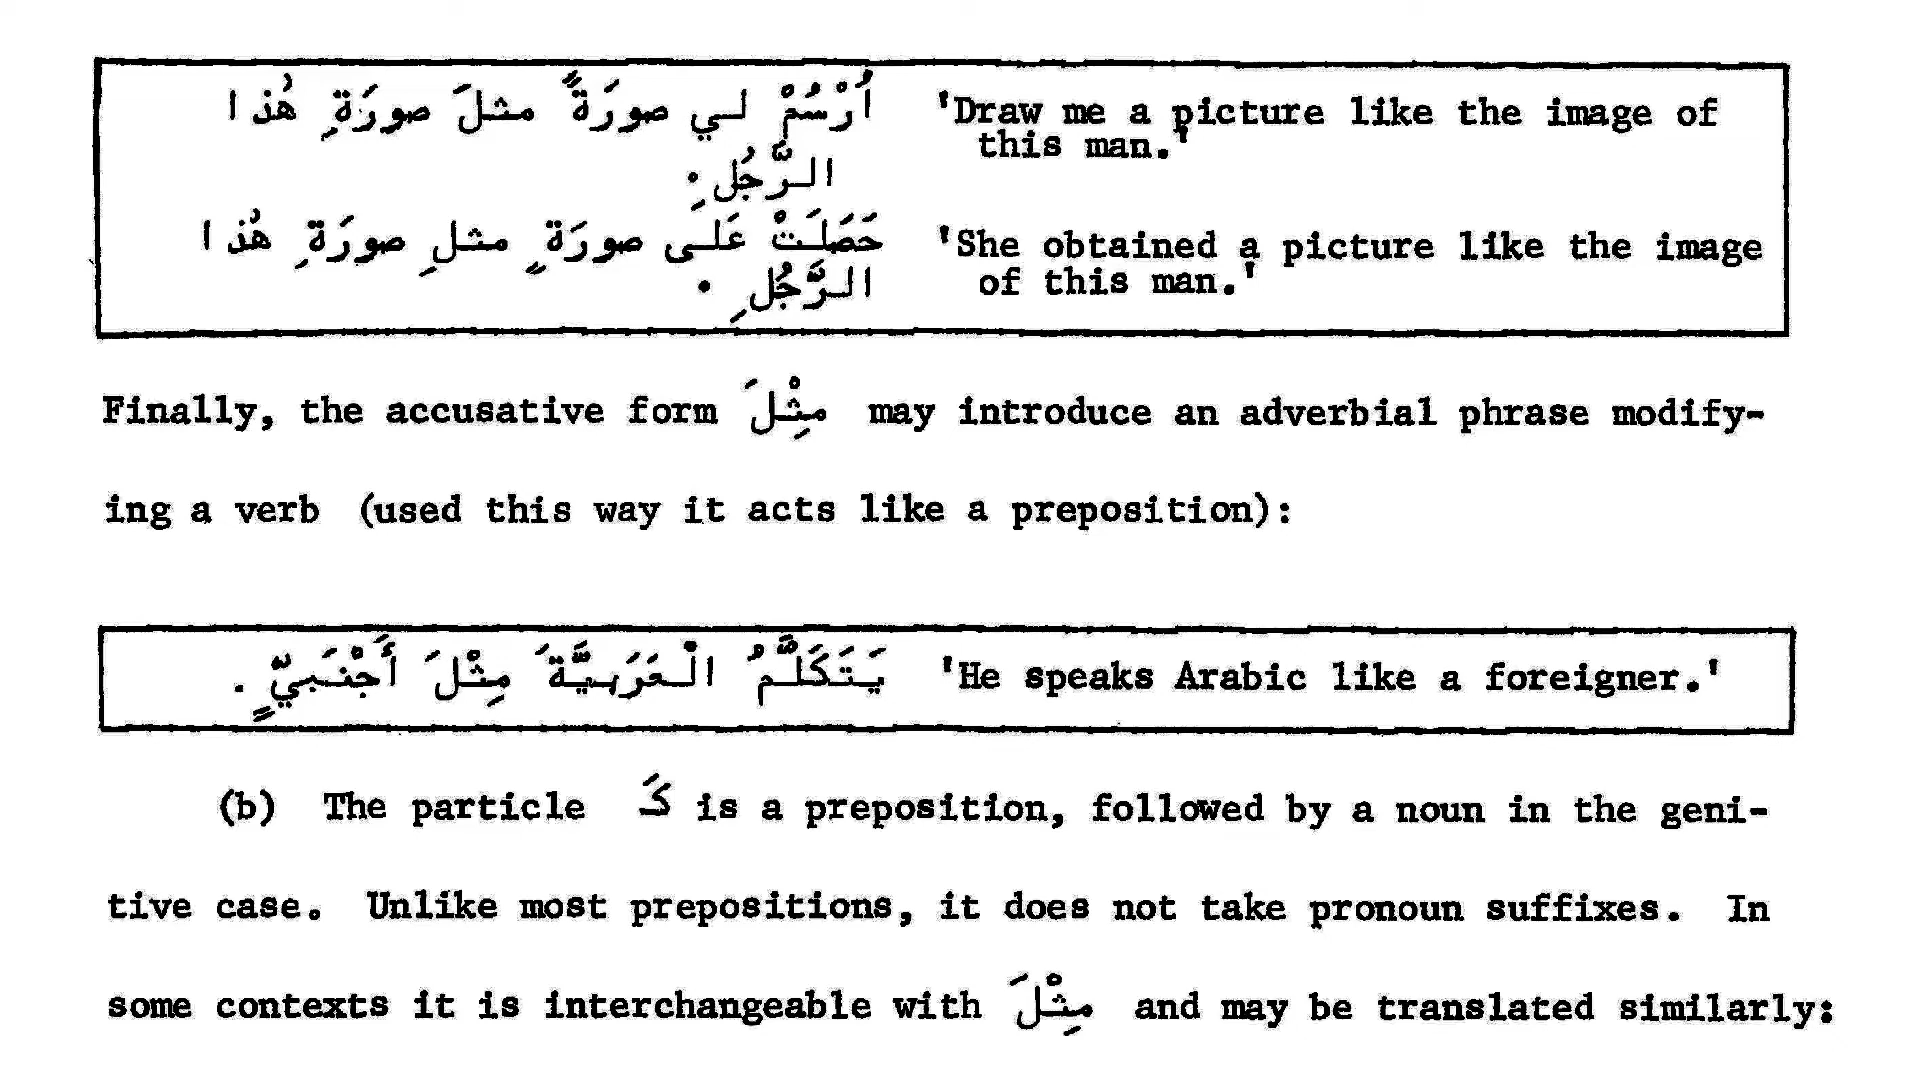 اُرْسُمْ لي صورَةً مثلَ صورَةِ هٰذا 'Draw me a picture like the image of
الرَّجُلِ. this man.'
حَصَلَتْ عَلى صورَةٍ مثلِ صورَةِ هٰذا 'She obtained a picture like the image
الرَّجُلِ. of this man.'
Finally, the accusative form مِثْلَ may introduce an adverbial phrase modify-
ing a verb (used this way it acts like a preposition):
يَتَكَلَّمُ الْعَرَبِيَّةَ مِثْلَ أَجْنَبِيٍّ. 'He speaks Arabic like a foreigner.'
(b) The particle كَ is a preposition, followed by a noun in the geni-
tive case. Unlike most prepositions, it does not take pronoun suffixes. In
some contexts it is interchangeable with مِثْلَ and may be translated similarly: